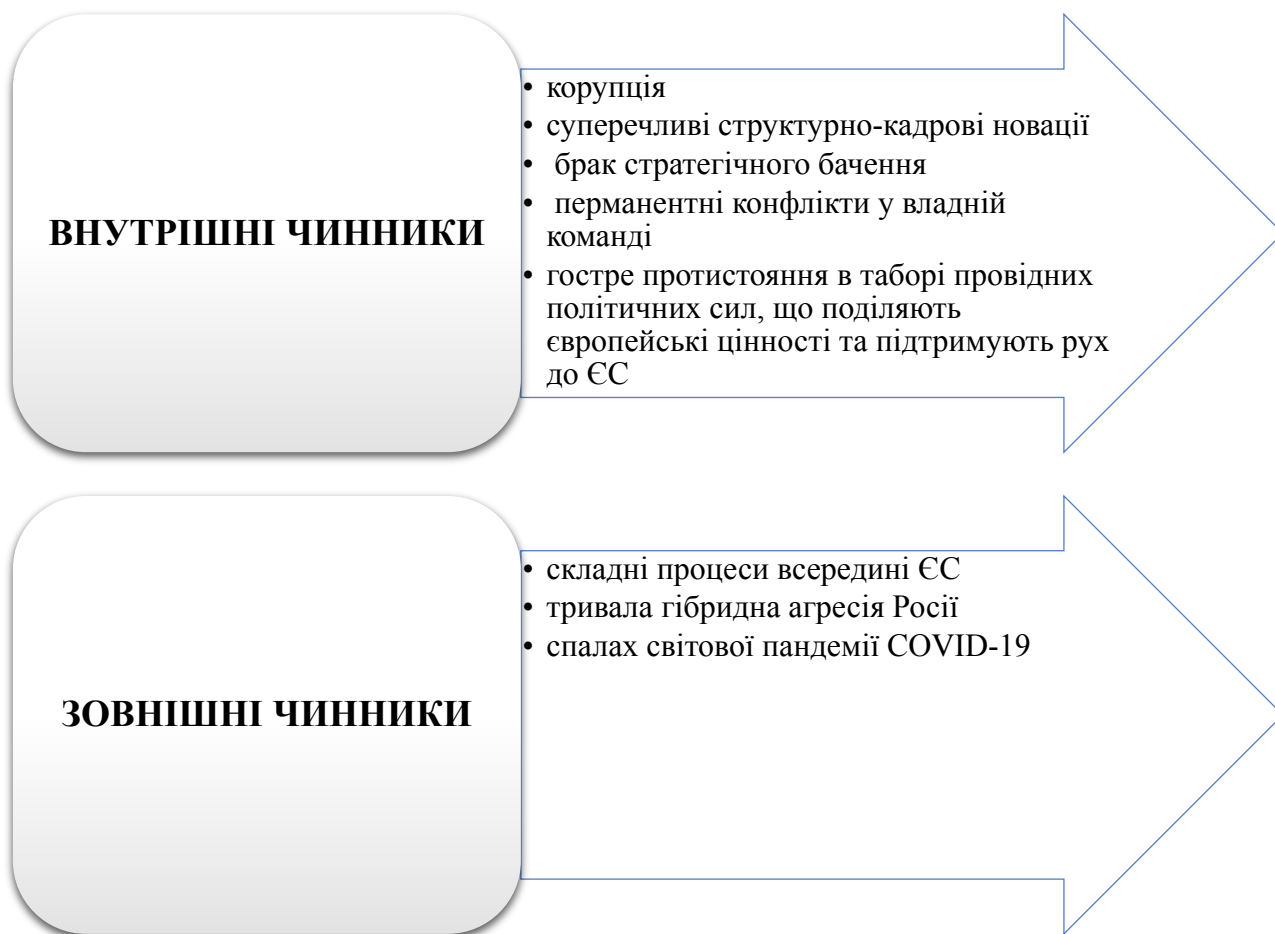 ВНУТРІШНІ ЧИННИКИ
• корупція
• суперечливі структурно-кадрові новації
• брак стратегічного бачення
• перманентні конфлікти у владній
команді
• гостре протистояння в таборі провідних
політичних сил, що поділяють
європейські цінності та підтримують рух
до ЄС
ЗОВНІШНІ ЧИННИКИ
• складні процеси всередині ЄС
• тривала гібридна агресія Росії
• спалах світової пандемії COVID-19